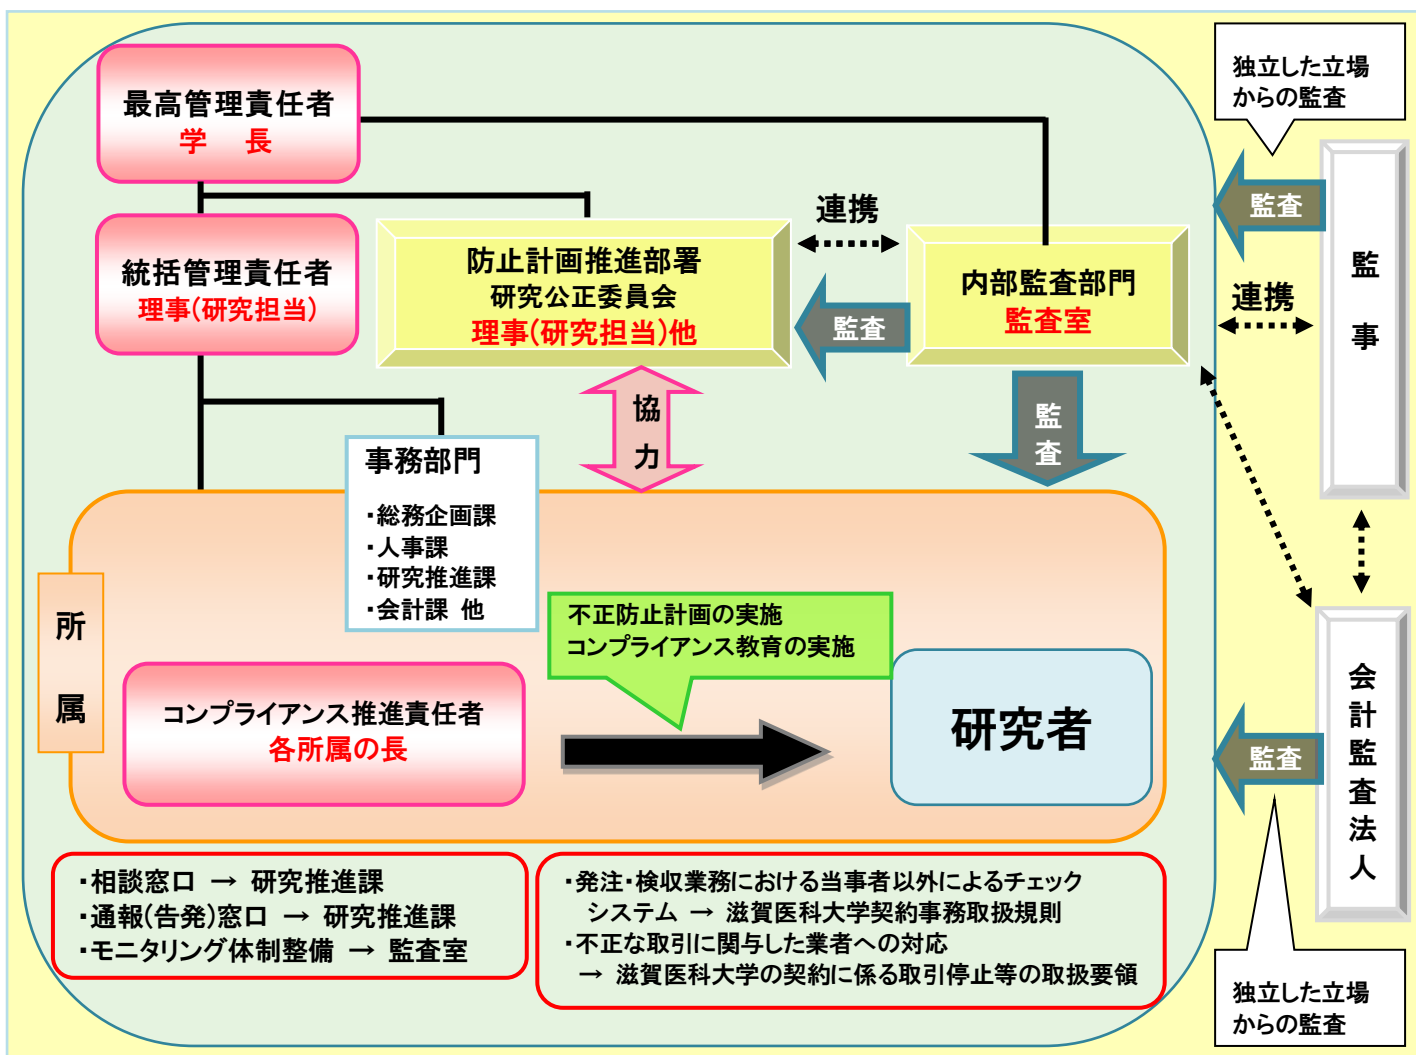 最高管理責任者
学　長
統括管理責任者
理事(研究担当)
防止計画推進部署
研究公正委員会
理事(研究担当)他
連携
監査
内部監査部門
監査室
独立した立場
からの監査
監査
連携
監
事
協
力
監
査
事務部門
・総務企画課
・人事課
・研究推進課
・会計課 他
所
属
不正防止計画の実施
コンプライアンス教育の実施
コンプライアンス推進責任者
各所属の長
研究者
監査
会
計
監
査
法
人
・相談窓口 → 研究推進課
・通報(告発)窓口 → 研究推進課
・モニタリング体制整備 → 監査室
・発注・検収業務における当事者以外によるチェック
システム → 滋賀医科大学契約事務取扱規則
・不正な取引に関与した業者への対応
→ 滋賀医科大学の契約に係る取引停止等の取扱要領
独立した立場
からの監査